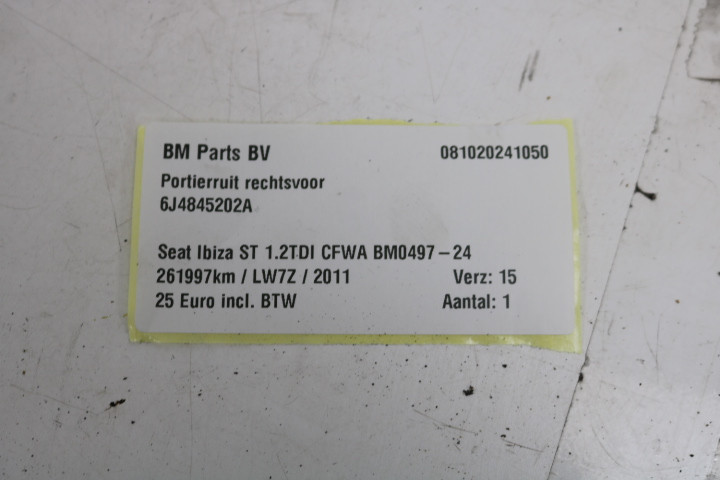 BM Parts BV 081020241050
Portierruit rechtsvoor
6J4845202A
Seat Ibiza ST 1.2TDI CFWA BM0497-24
261997km / LW7Z / 2011 Verz: 15
25 Euro incl. BTW Aantal: 1